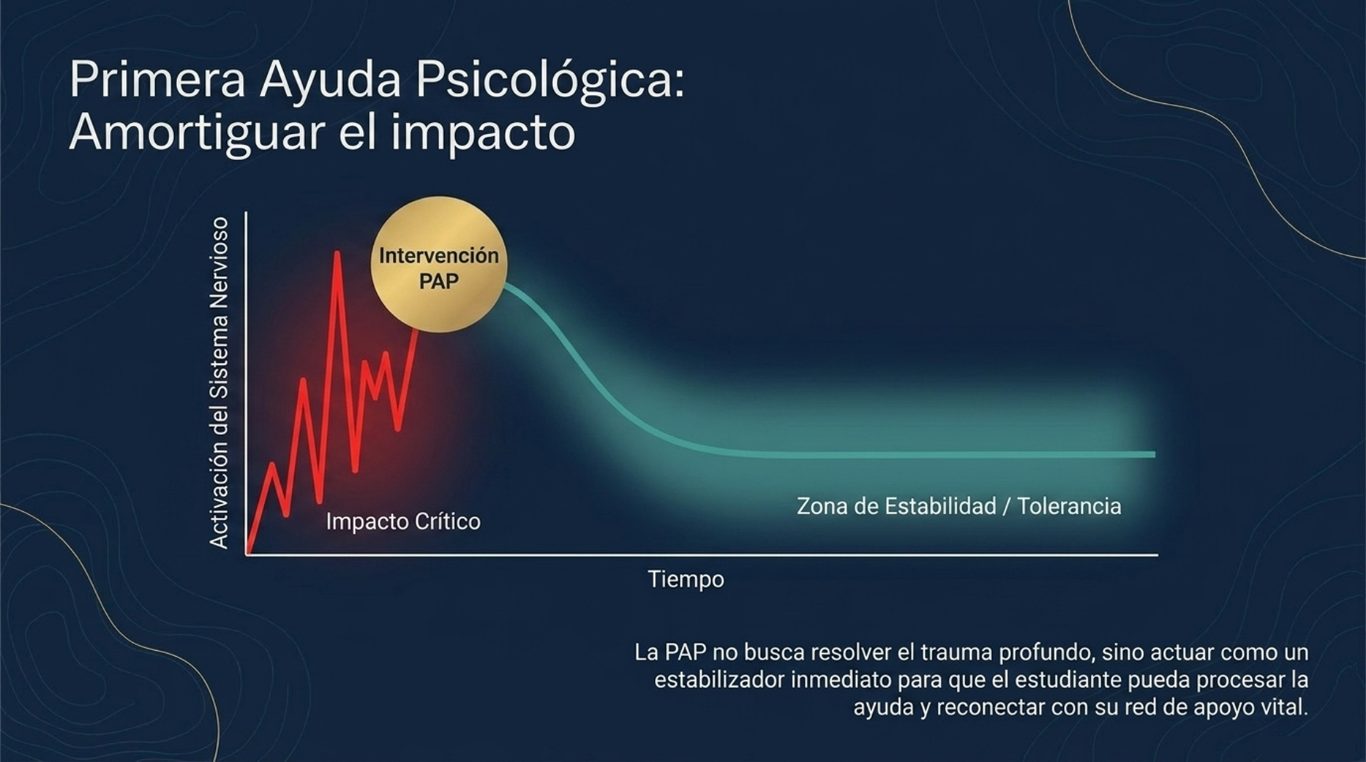 Primera Ayuda Psicológica:
Amortiguar el impacto
Activación del Sistema Nervioso
Intervención
PAP
Impacto Crítico
Zona de Estabilidad / Tolerancia
Tiempo
La PAP no busca resolver el trauma profundo, sino actuar como un
estabilizador inmediato para que el estudiante pueda procesar la
ayuda y reconectar con su red de apoyo vital.